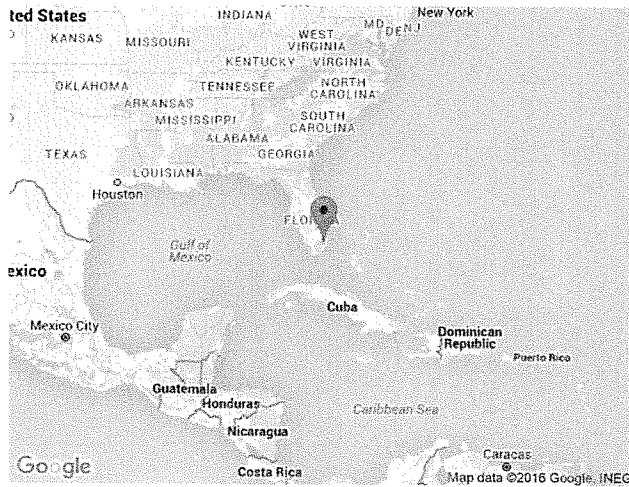 ted States
New York
INDIANA
MD
DE
NJ
KANSAS
MISSOURI
WEST
VIRGINIA
KENTUCKY
VIRGINIA
OKLAHOMA
TENNESSEE
NORTH
CAROLINA
ARKANSAS
MISSISSIPPI
SOUTH
CAROLINA
ALABAMA
TEXAS
GEORGIA
LOUISIANA
Houston
FLO A
Gulf of
Mexico
exico
Cuba
Mexico City
Dominican
Republic
Puerto Rico
Guatemala
Honduras
Caribbean Sea
Nicaragua
Caracas
Costa Rica
Google
Map data ©2016 Google, INEG